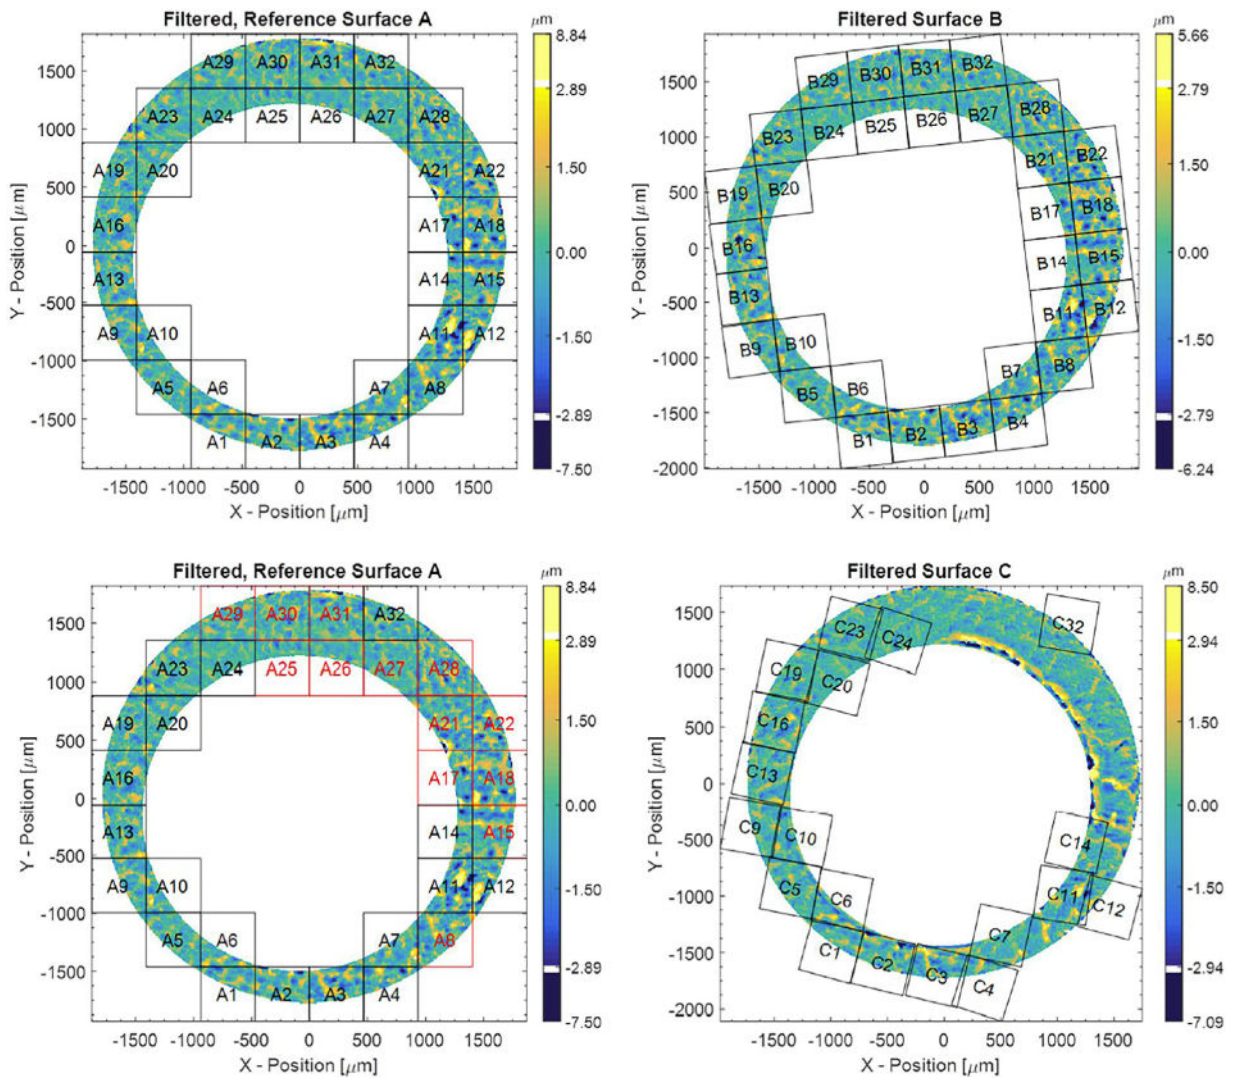 Filtered, Reference Surface A
μm
8.84
2.89
1.50
0.00
-1.50
-2.89
-7.50
1500
1000
500
0
-500
-1000
-1500
Y - Position [μm]
A29 A30 A31 A32
A23 A24 A25 A26 A27 A28
A19 A20 A21 A22
A16 A17 A18
A13 A14 A15
A9 A10 A11 A12
A5 A6 A7 A8
A1 A2 A3 A4
-1500 -1000 -500 0 500 1000 1500
X - Position [μm]
Filtered Surface B
μm
5.66
2.79
1.50
0.00
-1.50
-2.79
-6.24
1500
1000
500
0
-500
-1000
-1500
-2000
Y - Position [μm]
B29 B30 B31 B32
B23 B24 B25 B26 B27 B28
B19 B20 B21 B22
B16 B17 B18
B13 B14 B15
B9 B10 B11 B12
B5 B6 B7 B8
B1 B2 B3 B4
-1500 -1000 -500 0 500 1000 1500
X - Position [μm]
Filtered, Reference Surface A
μm
8.84
2.89
1.50
0.00
-1.50
-2.89
-7.50
1500
1000
500
0
-500
-1000
-1500
Y - Position [μm]
A29 A30 A31 A32
A23 A24 A25 A26 A27 A28
A19 A20 A21 A22
A16 A17 A18
A13 A14 A15
A9 A10 A11 A12
A5 A6 A7 A8
A1 A2 A3 A4
-1500 -1000 -500 0 500 1000 1500
X - Position [μm]
Filtered Surface C
μm
8.50
2.94
1.50
0.00
-1.50
-2.94
-7.09
1500
1000
500
0
-500
-1000
-1500
-2000
Y - Position [μm]
C23 C24 C32
C19 C20
C16
C13
C9 C10 C14
C5 C6 C11 C12
C1 C2 C3 C4 C7
-1500 -1000 -500 0 500 1000 1500
X - Position [μm]